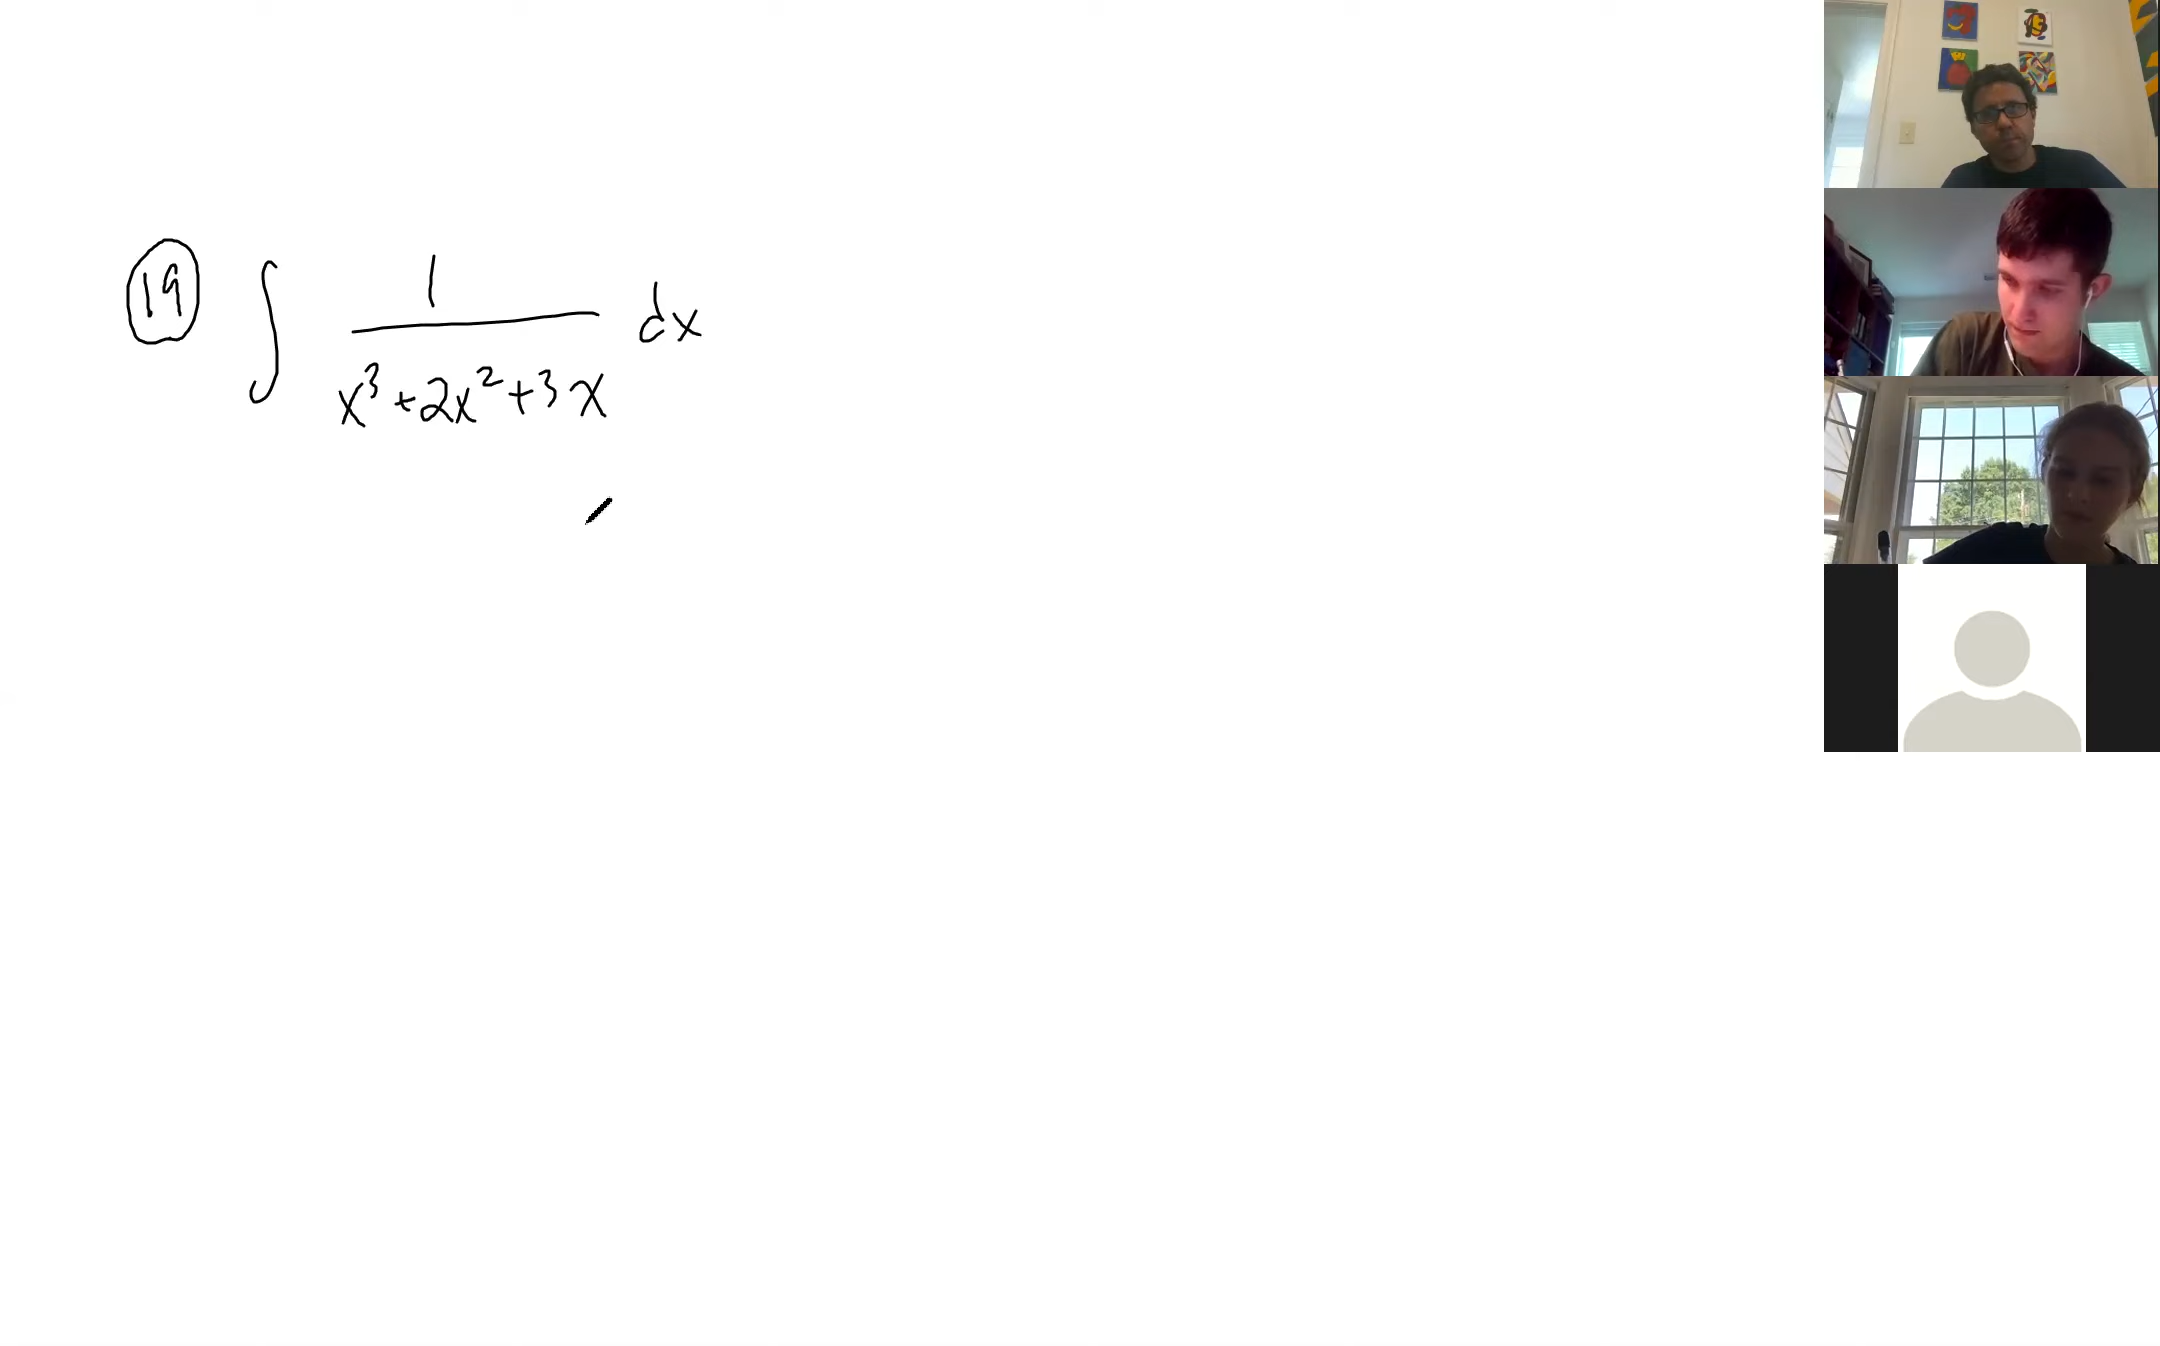 19 ∫ 1/(x³+2x²+3x) dx